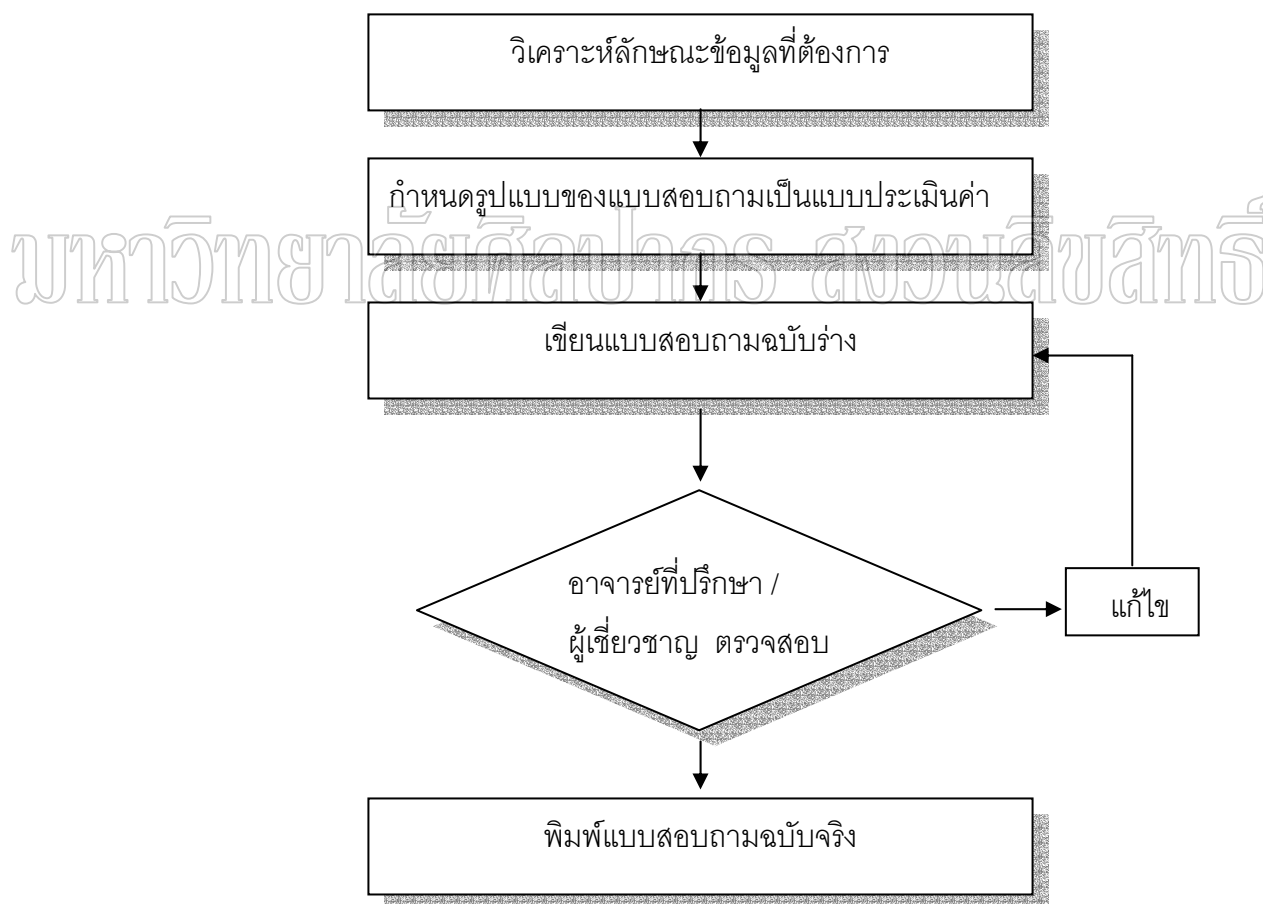 วิเคราะห์ลักษณะข้อมูลที่ต้องการ
กำหนดรูปแบบของแบบสอบถามเป็นแบบประเมินค่า
มหาวิทยาลัยศิลปากร สงวนลิขสิทธิ์
เขียนแบบสอบถามฉบับร่าง
อาจารย์ที่ปรึกษา /
ผู้เชี่ยวชาญ ตรวจสอบ
แก้ไข
พิมพ์แบบสอบถามฉบับจริง